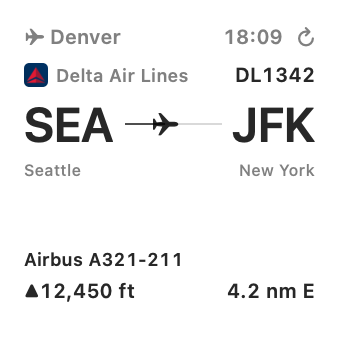 Denver 18:09
Delta Air Lines DL1342
SEA JFK
Seattle New York
Airbus A321-211
▲12,450 ft 4.2 nm E